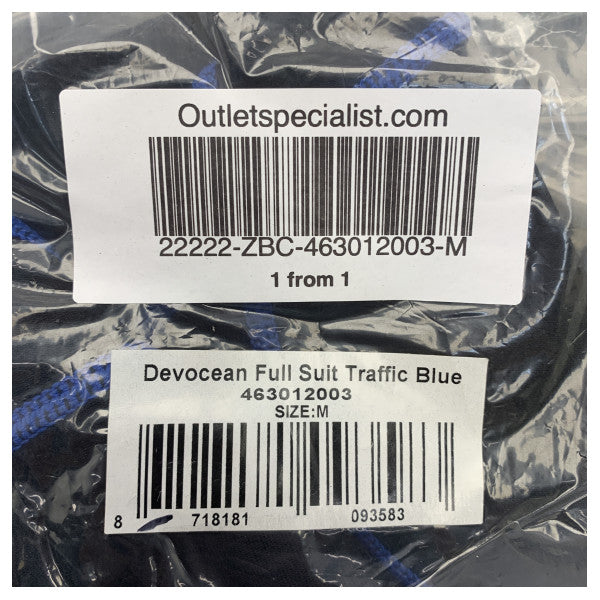 Outletspecialist.com
22222-ZBC-463012003-M
1 from 1
Devocean Full Suit Traffic Blue
463012003
SIZE:M
8 718181 093583